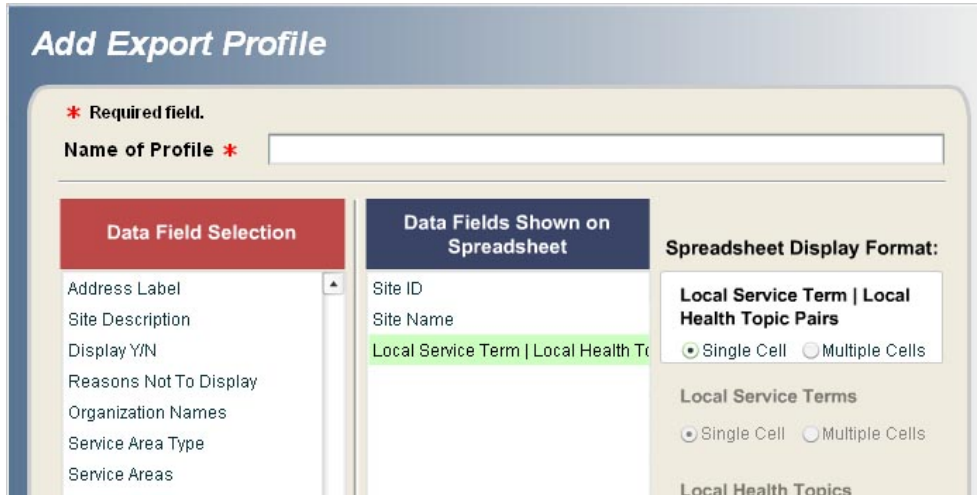 Add Export Profile
* Required field.
Name of Profile *
Data Field Selection
Address Label
Site Description
Display Y/N
Reasons Not To Display
Organization Names
Service Area Type
Service Areas
Data Fields Shown on
Spreadsheet
Site ID
Site Name
Local Service Term | Local Health To
Spreadsheet Display Format:
Local Service Term | Local
Health Topic Pairs
Single Cell Multiple Cells
Local Service Terms
Single Cell Multiple Cells
Local Health Topics